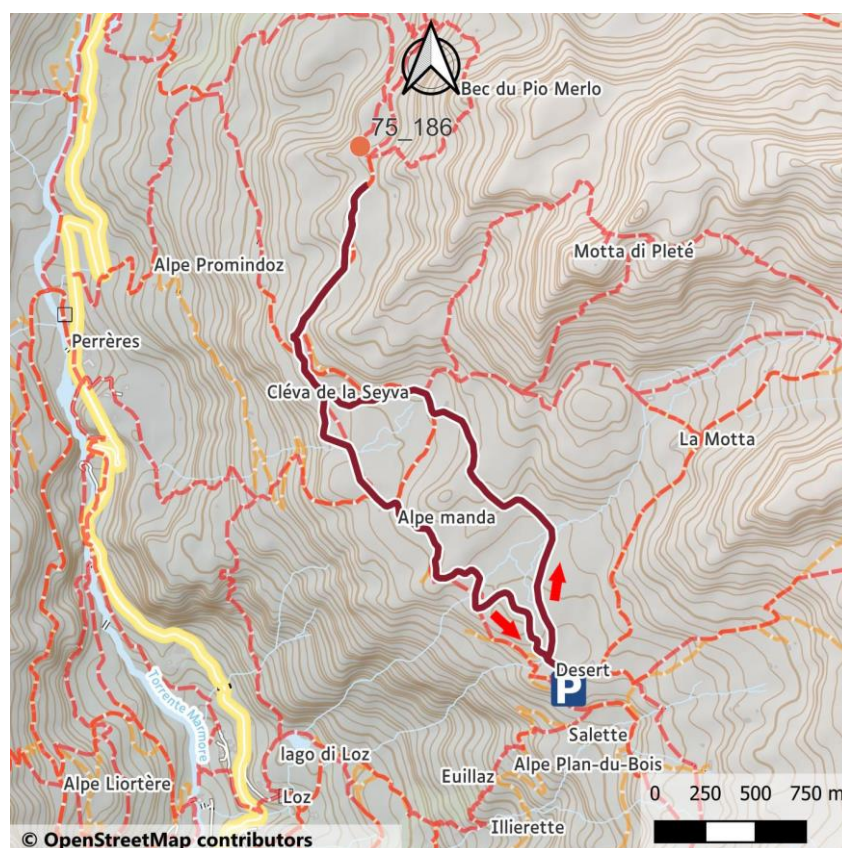 Bec du Pio Merlo
75_186
Motta di Pleté
Alpe Promindoz
Perrères
Cléva de la Seyva
La Motta
Alpe manda
Desert
P
Torrente Marmore
Salette
lago di Loz
Alpe Plan-du-Bois
Euillaz
Alpe Liortère
Loz
Illierette
0 250 500 750 m
© OpenStreetMap contributors